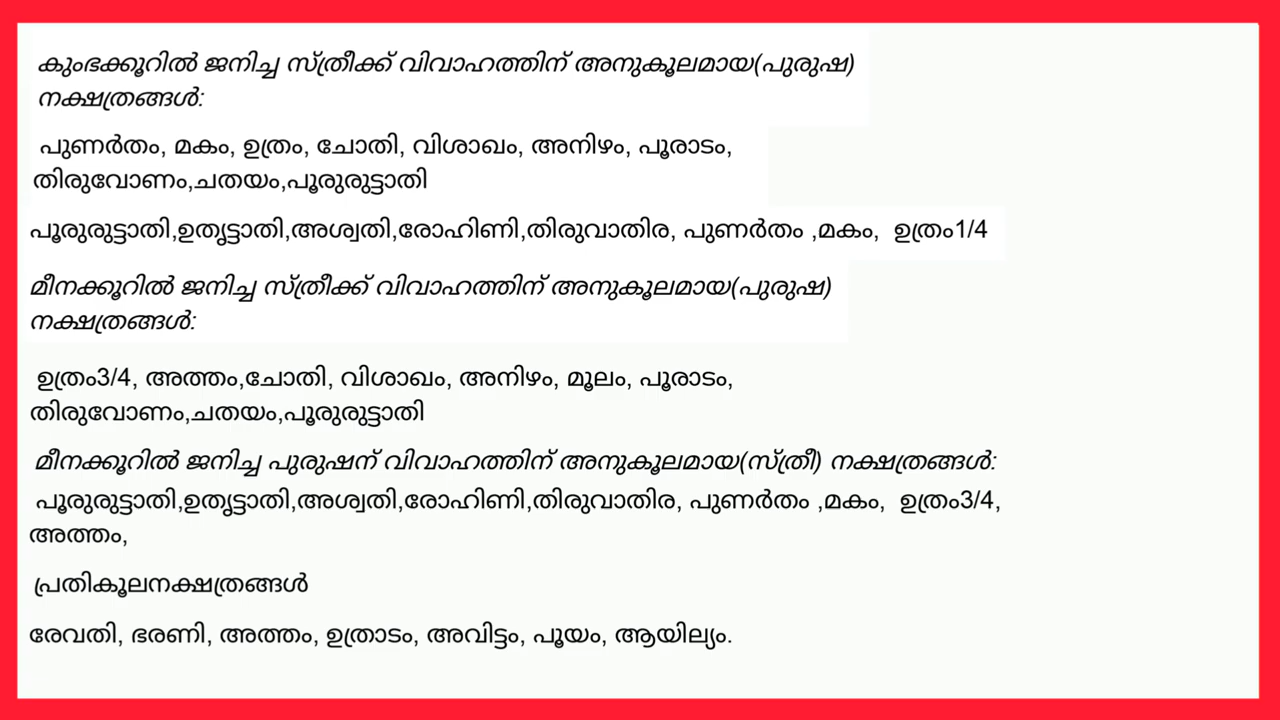 കുംഭക്കൂറിൽ ജനിച്ച സ്ത്രീക്ക് വിവാഹത്തിന് അനുകൂലമായ(പുരുഷ)
നക്ഷത്രങ്ങൾ:
പുണർതം, മകം, ഉത്രം, ചോതി, വിശാഖം, അനിഴം, പൂരാടം,
തിരുവോണം,ചതയം,പൂരുരുട്ടാതി
പൂരുരുട്ടാതി,ഉതൃട്ടാതി,അശ്വതി,രോഹിണി,തിരുവാതിര, പുണർതം ,മകം, ഉത്രം1/4
മീനക്കൂറിൽ ജനിച്ച സ്ത്രീക്ക് വിവാഹത്തിന് അനുകൂലമായ(പുരുഷ)
നക്ഷത്രങ്ങൾ:
ഉത്രം3/4, അത്തം,ചോതി, വിശാഖം, അനിഴം, മൂലം, പൂരാടം,
തിരുവോണം,ചതയം,പൂരുരുട്ടാതി
മീനക്കൂറിൽ ജനിച്ച പുരുഷന് വിവാഹത്തിന് അനുകൂലമായ(സ്ത്രീ) നക്ഷത്രങ്ങൾ:
പൂരുരുട്ടാതി,ഉതൃട്ടാതി,അശ്വതി,രോഹിണി,തിരുവാതിര, പുണർതം ,മകം, ഉത്രം3/4,
അത്തം,
പ്രതികൂലനക്ഷത്രങ്ങൾ
രേവതി, ഭരണി, അത്തം, ഉത്രാടം, അവിട്ടം, പൂയം, ആയില്യം.